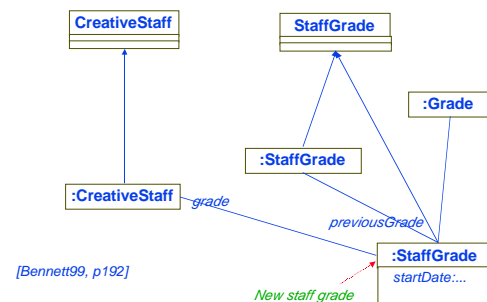 CreativeStaff
StaffGrade
:Grade
:StaffGrade
:CreativeStaff
grade
previousGrade
:StaffGrade
startDate:...
[Bennett99, p192]
New staff grade